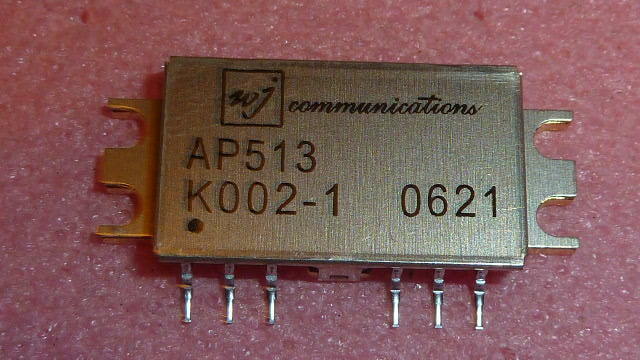 wj communications
AP513
K002-1 0621